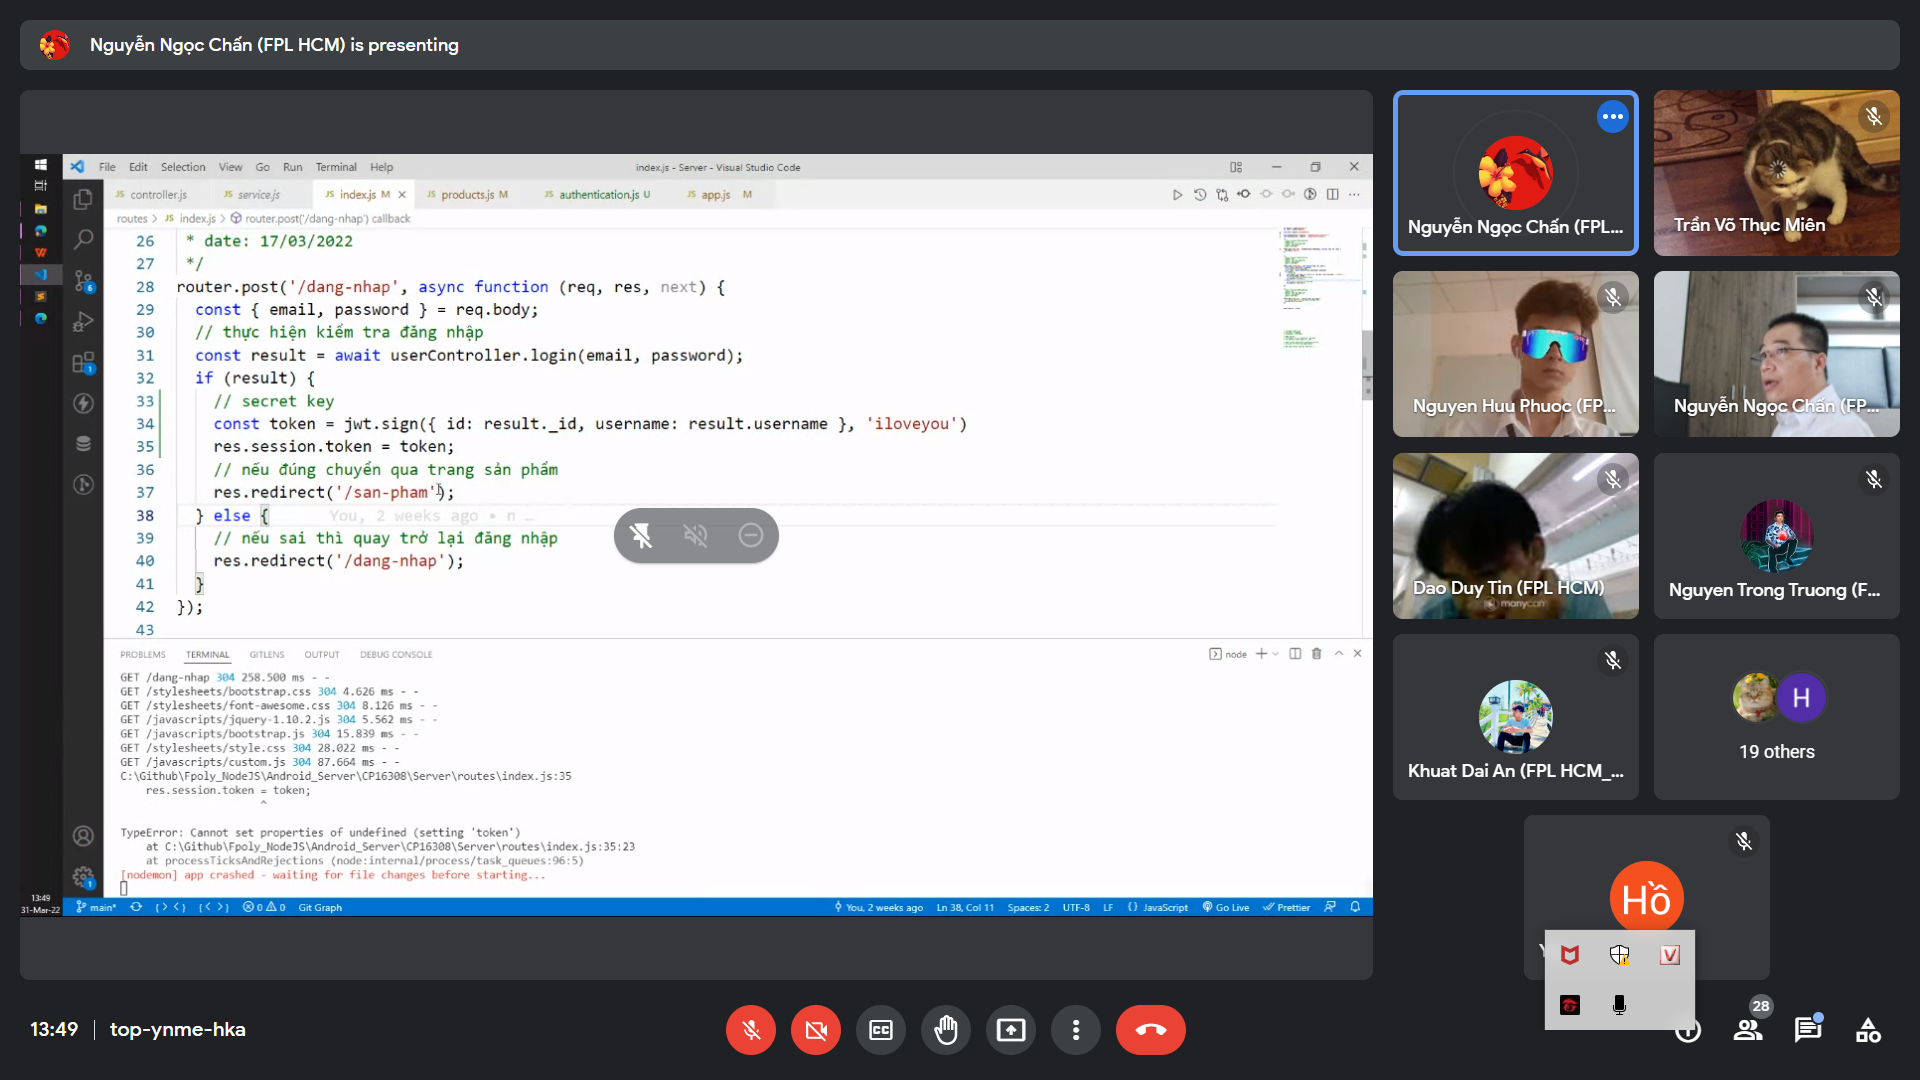 Nguyễn Ngọc Chấn (FPL HCM) is presenting
File Edit Selection View Go Run Terminal Help
index.js - Server - Visual Studio Code
JS controller.js JS service.js JS index.js M JS products.js M JS authentication.js U JS app.js M
routes > JS index.js > router.post('/dang-nhap') callback
26 * date: 17/03/2022
27 */
28 router.post('/dang-nhap', async function (req, res, next) {
29 const { email, password } = req.body;
30 // thực hiện kiểm tra đăng nhập
31 const result = await userController.login(email, password);
32 if (result) {
33 // secret key
34 const token = jwt.sign({ id: result._id, username: result.username }, 'iloveyou')
35 res.session.token = token;
36 // nếu đúng chuyển qua trang sản phẩm
37 res.redirect('/san-pham');
38 } else { You, 2 weeks ago • n …
39 // nếu sai thì quay trở lại đăng nhập
40 res.redirect('/dang-nhap');
41 }
42 });
43
PROBLEMS TERMINAL GITLENS OUTPUT DEBUG CONSOLE
node
GET /dang-nhap 304 258.500 ms - -
GET /stylesheets/bootstrap.css 304 4.626 ms - -
GET /stylesheets/font-awesome.css 304 8.126 ms - -
GET /javascripts/jquery-1.10.2.js 304 5.562 ms - -
GET /javascripts/bootstrap.js 304 15.839 ms - -
GET /stylesheets/style.css 304 28.022 ms - -
GET /javascripts/custom.js 304 87.664 ms - -
C:\Github\Fpoly_NodeJS\Android_Server\CP16308\Server\routes\index.js:35
res.session.token = token;
^
TypeError: Cannot set properties of undefined (setting 'token')
at C:\Github\Fpoly_NodeJS\Android_Server\CP16308\Server\routes\index.js:35:23
at processTicksAndRejections (node:internal/process/task_queues:96:5)
[nodemon] app crashed - waiting for file changes before starting...
13:49
31-Mar-22
main* 0 0 Git Graph
You, 2 weeks ago Ln 38, Col 11 Spaces: 2 UTF-8 LF {} JavaScript Go Live Prettier
Nguyễn Ngọc Chấn (FPL...
Trần Võ Thục Miên
Nguyen Huu Phuoc (FP...
Nguyễn Ngọc Chấn (FP...
Dao Duy Tin (FPL HCM)
manycam
Nguyen Trong Truong (F...
Khuat Dai An (FPL HCM_...
H
19 others
Hồ
13:49 | top-ynme-hka
CC
28